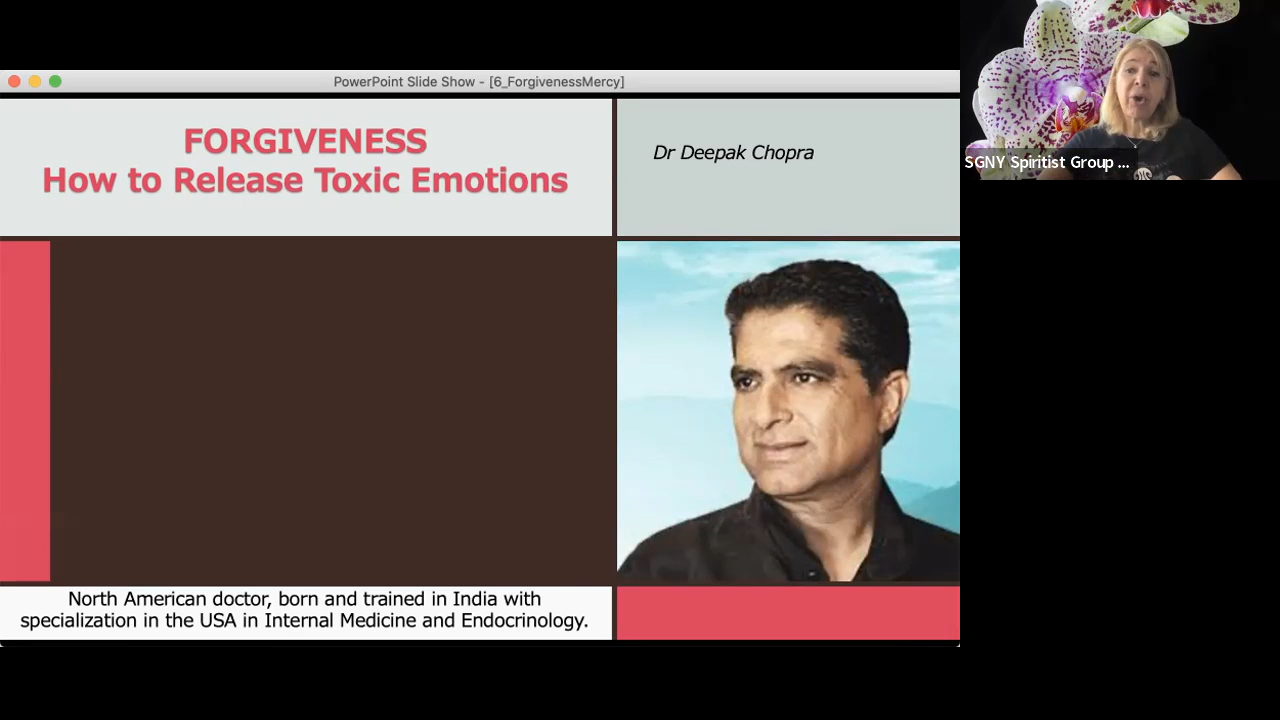 PowerPoint Slide Show - [6_ForgivenessMercy]
FORGIVENESS
How to Release Toxic Emotions
Dr Deepak Chopra
SGNY Spiritist Group ...
North American doctor, born and trained in India with
specialization in the USA in Internal Medicine and Endocrinology.